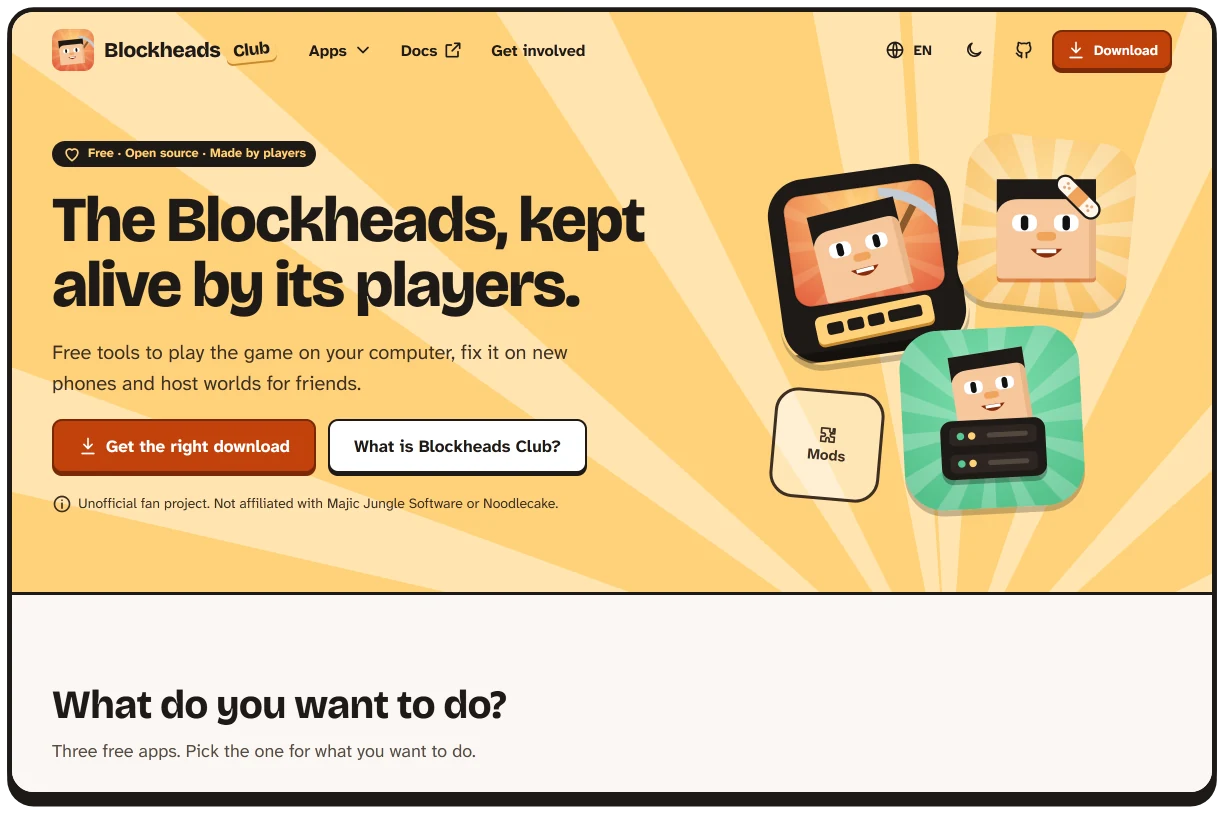 Blockheads Club
Apps
Docs
Get involved
EN
Download
Free · Open source · Made by players
The Blockheads, kept
alive by its players.
Free tools to play the game on your computer, fix it on new
phones and host worlds for friends.
Get the right download
What is Blockheads Club?
Unofficial fan project. Not affiliated with Majic Jungle Software or Noodlecake.
Mods
What do you want to do?
Three free apps. Pick the one for what you want to do.